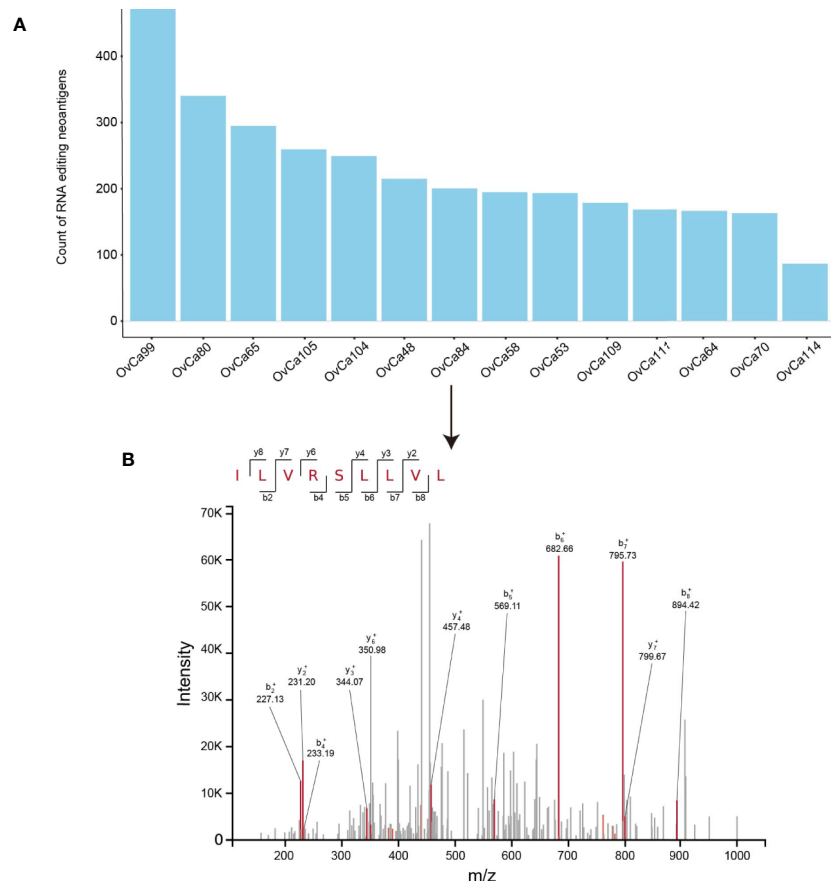 A
Count of RNA editing neoantigens
400
300
200
100
0
OvCa99
OvCa80
OvCa65
OvCa105
OvCa104
OvCa48
OvCa84
OvCa58
OvCa53
OvCa109
OvCa111
OvCa64
OvCa70
OvCa114
B
y8 y7 y6 y4 y3 y2
I L V R S L L V L
b2 b4 b5 b6 b7 b8
Intensity
70K
60K
50K
40K
30K
20K
10K
0
b2+
227.13
y2+
231.20
b4+
233.19
y3+
344.07
y6+
350.98
y4+
457.48
b5+
569.11
b6+
682.66
b7+
795.73
y7+
799.67
b8+
894.42
200 300 400 500 600 700 800 900 1000
m/z